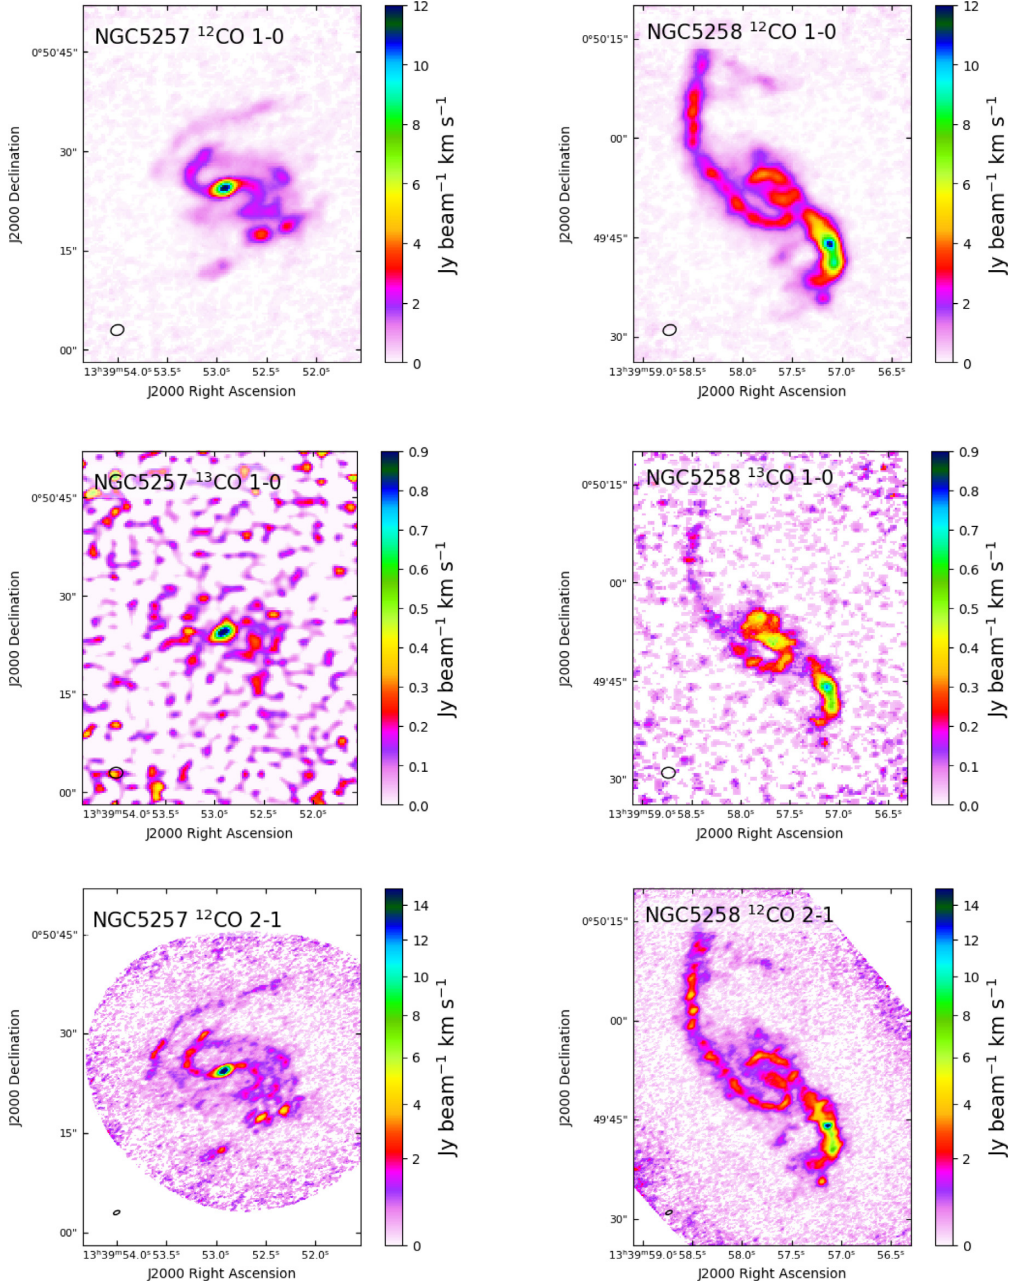 NGC5257 ¹²CO 1-0
0°50'45"
30"
15"
00"
J2000 Declination
13ʰ39ᵐ54.0ˢ 53.5ˢ 53.0ˢ 52.5ˢ 52.0ˢ
J2000 Right Ascension
12
10
8
6
4
2
0
Jy beam⁻¹ km s⁻¹
NGC5258 ¹²CO 1-0
0°50'15"
00"
49'45"
30"
J2000 Declination
13ʰ39ᵐ59.0ˢ 58.5ˢ 58.0ˢ 57.5ˢ 57.0ˢ 56.5ˢ
J2000 Right Ascension
12
10
8
6
4
2
0
Jy beam⁻¹ km s⁻¹
NGC5257 ¹³CO 1-0
0°50'45"
30"
15"
00"
J2000 Declination
13ʰ39ᵐ54.0ˢ 53.5ˢ 53.0ˢ 52.5ˢ 52.0ˢ
J2000 Right Ascension
0.9
0.8
0.7
0.6
0.5
0.4
0.3
0.2
0.1
0.0
Jy beam⁻¹ km s⁻¹
NGC5258 ¹³CO 1-0
0°50'15"
00"
49'45"
30"
J2000 Declination
13ʰ39ᵐ59.0ˢ 58.5ˢ 58.0ˢ 57.5ˢ 57.0ˢ 56.5ˢ
J2000 Right Ascension
0.9
0.8
0.7
0.6
0.5
0.4
0.3
0.2
0.1
0.0
Jy beam⁻¹ km s⁻¹
NGC5257 ¹²CO 2-1
0°50'45"
30"
15"
00"
J2000 Declination
13ʰ39ᵐ54.0ˢ 53.5ˢ 53.0ˢ 52.5ˢ 52.0ˢ
J2000 Right Ascension
14
12
10
8
6
4
2
0
Jy beam⁻¹ km s⁻¹
NGC5258 ¹²CO 2-1
0°50'15"
00"
49'45"
30"
J2000 Declination
13ʰ39ᵐ59.0ˢ 58.5ˢ 58.0ˢ 57.5ˢ 57.0ˢ 56.5ˢ
J2000 Right Ascension
14
12
10
8
6
4
2
0
Jy beam⁻¹ km s⁻¹